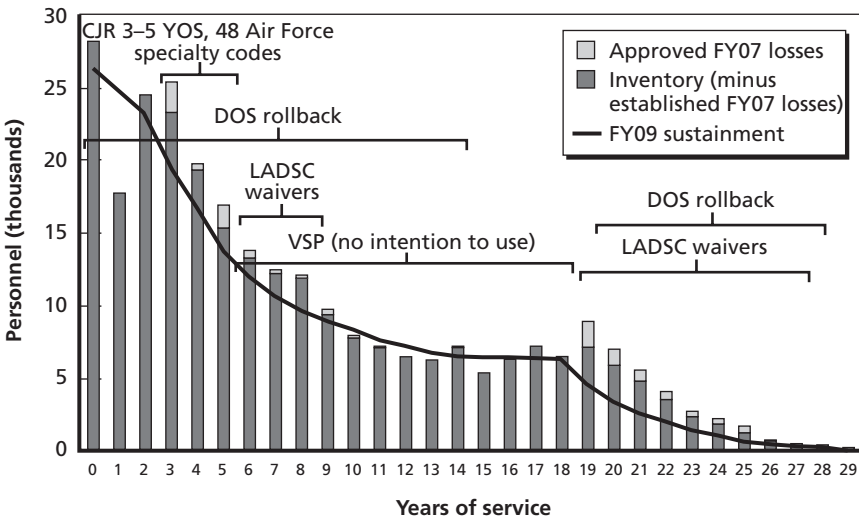 30
25
20
15
10
5
0
Personnel (thousands)
CJR 3–5 YOS, 48 Air Force
specialty codes
DOS rollback
LADSC
waivers
VSP (no intention to use)
Approved FY07 losses
Inventory (minus
established FY07 losses)
FY09 sustainment
DOS rollback
LADSC waivers
0 1 2 3 4 5 6 7 8 9 10 11 12 13 14 15 16 17 18 19 20 21 22 23 24 25 26 27 28 29
Years of service